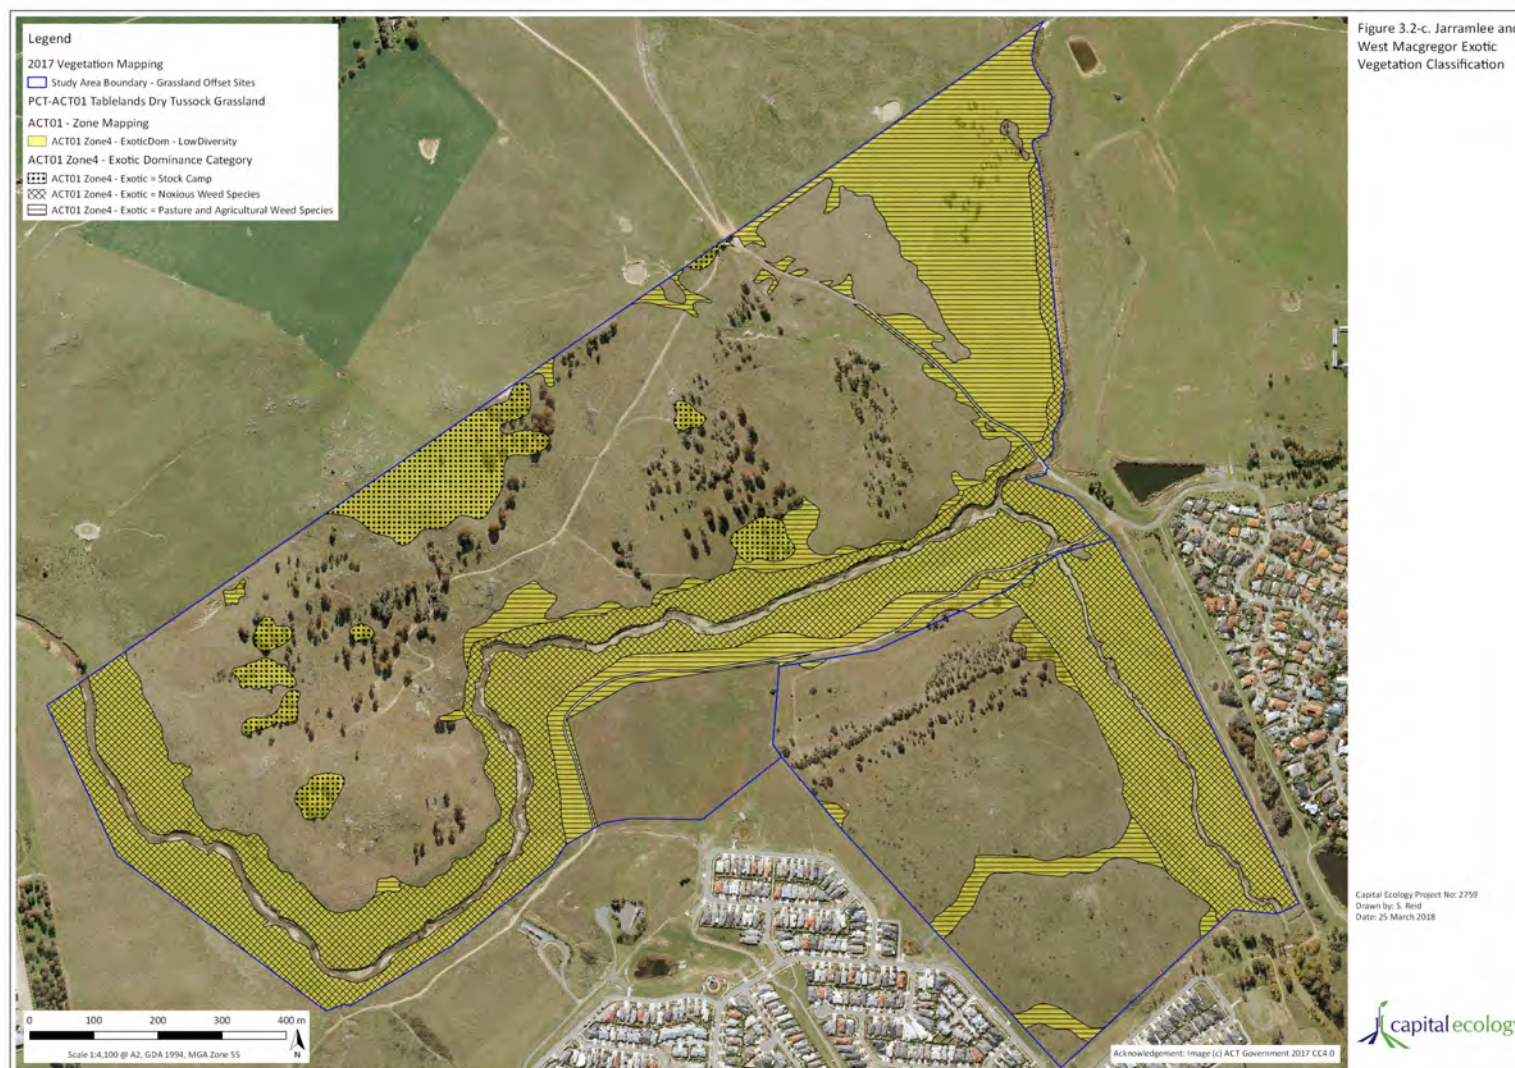 Legend
2017 Vegetation Mapping
Study Area Boundary - Grassland Offset Sites
PCT-ACT01 Tablelands Dry Tussock Grassland
ACT01 - Zone Mapping
ACT01 Zone4 - ExoticDom - LowDiversity
ACT01 Zone4 - Exotic Dominance Category
ACT01 Zone4 - Exotic = Stock Camp
ACT01 Zone4 - Exotic = Noxious Weed Species
ACT01 Zone4 - Exotic = Pasture and Agricultural Weed Species
Figure 3.2-c. Jarramlee and
West Macgregor Exotic
Vegetation Classification
Capital Ecology Project No: 2759
Drawn by: S. Reid
Date: 25 March 2018
0 100 200 300 400 m
N
Scale 1:4,100 @ A2, GDA 1994, MGA Zone 55
Acknowledgement: Image (c) ACT Government 2017 CC4.0
capital ecology